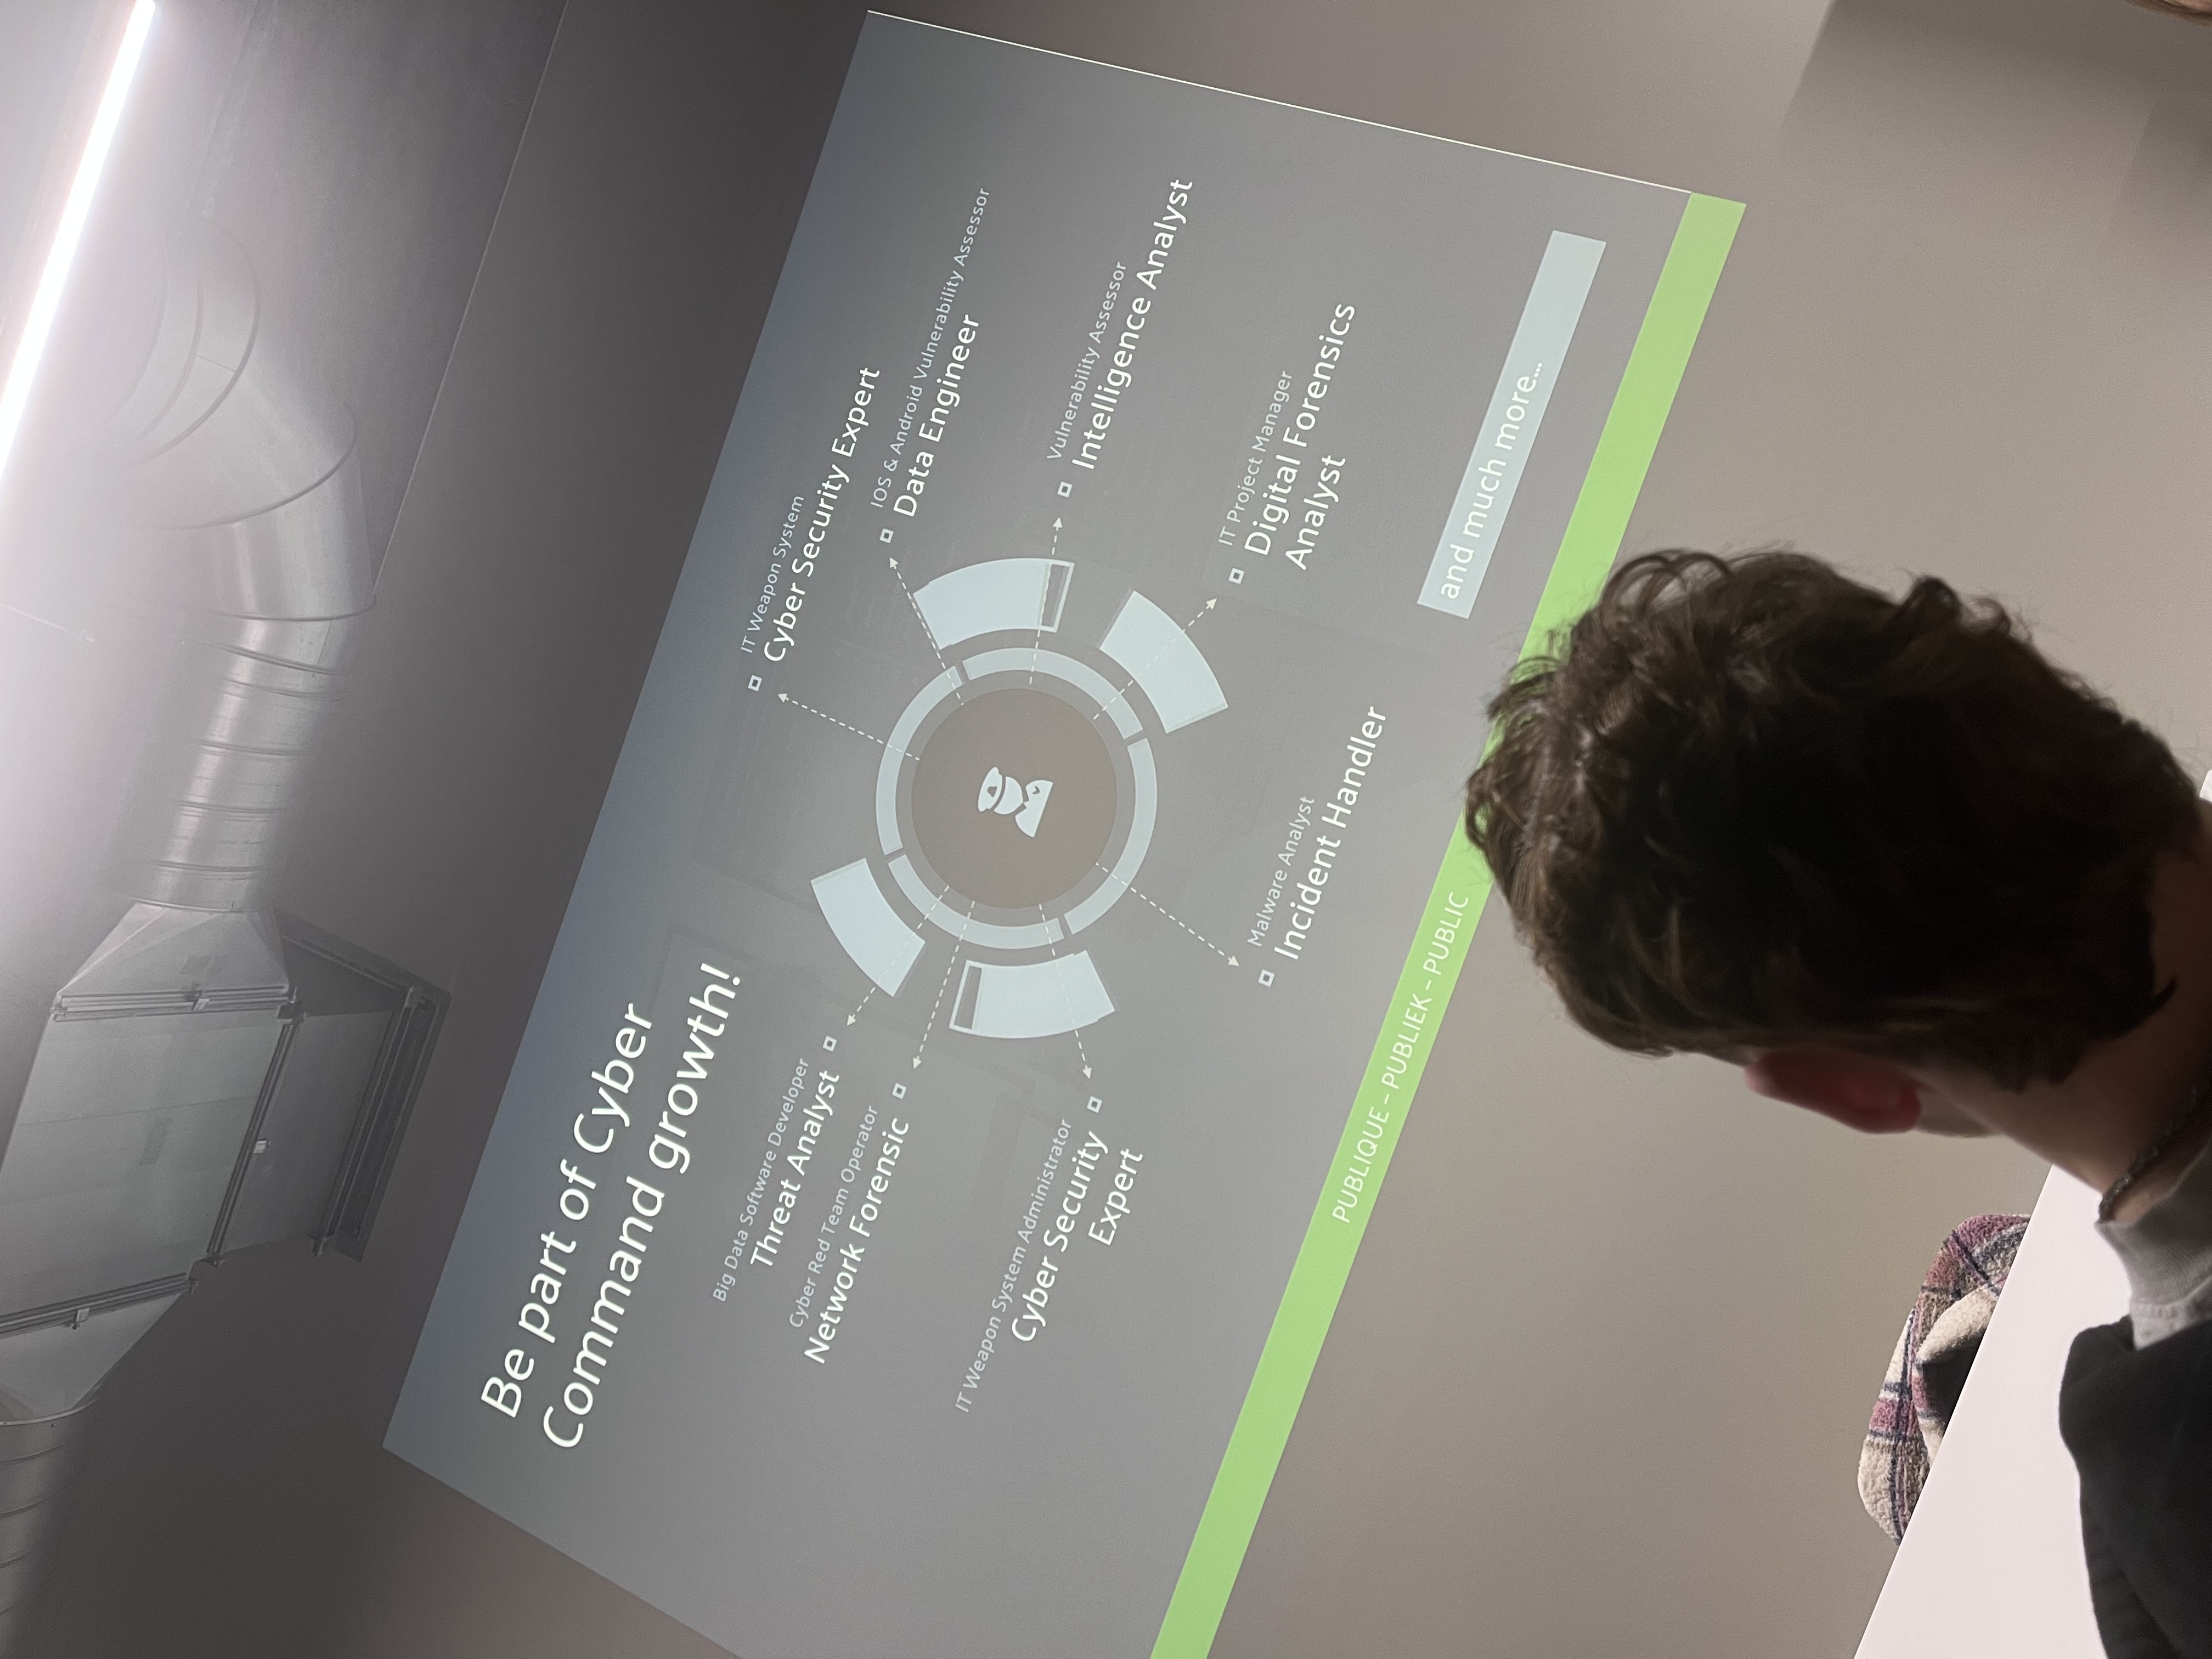 Be part of Cyber
Command growth!
Big Data Software Developer
Threat Analyst
Cyber Red Team Operator
Network Forensic
IT Weapon System Administrator
Cyber Security
Expert
IT Weapon System
Cyber Security Expert
IOS & Android Vulnerability Assessor
Data Engineer
Vulnerability Assessor
Intelligence Analyst
IT Project Manager
Digital Forensics
Analyst
Malware Analyst
Incident Handler
and much more...
PUBLIQUE – PUBLIEK – PUBLIC